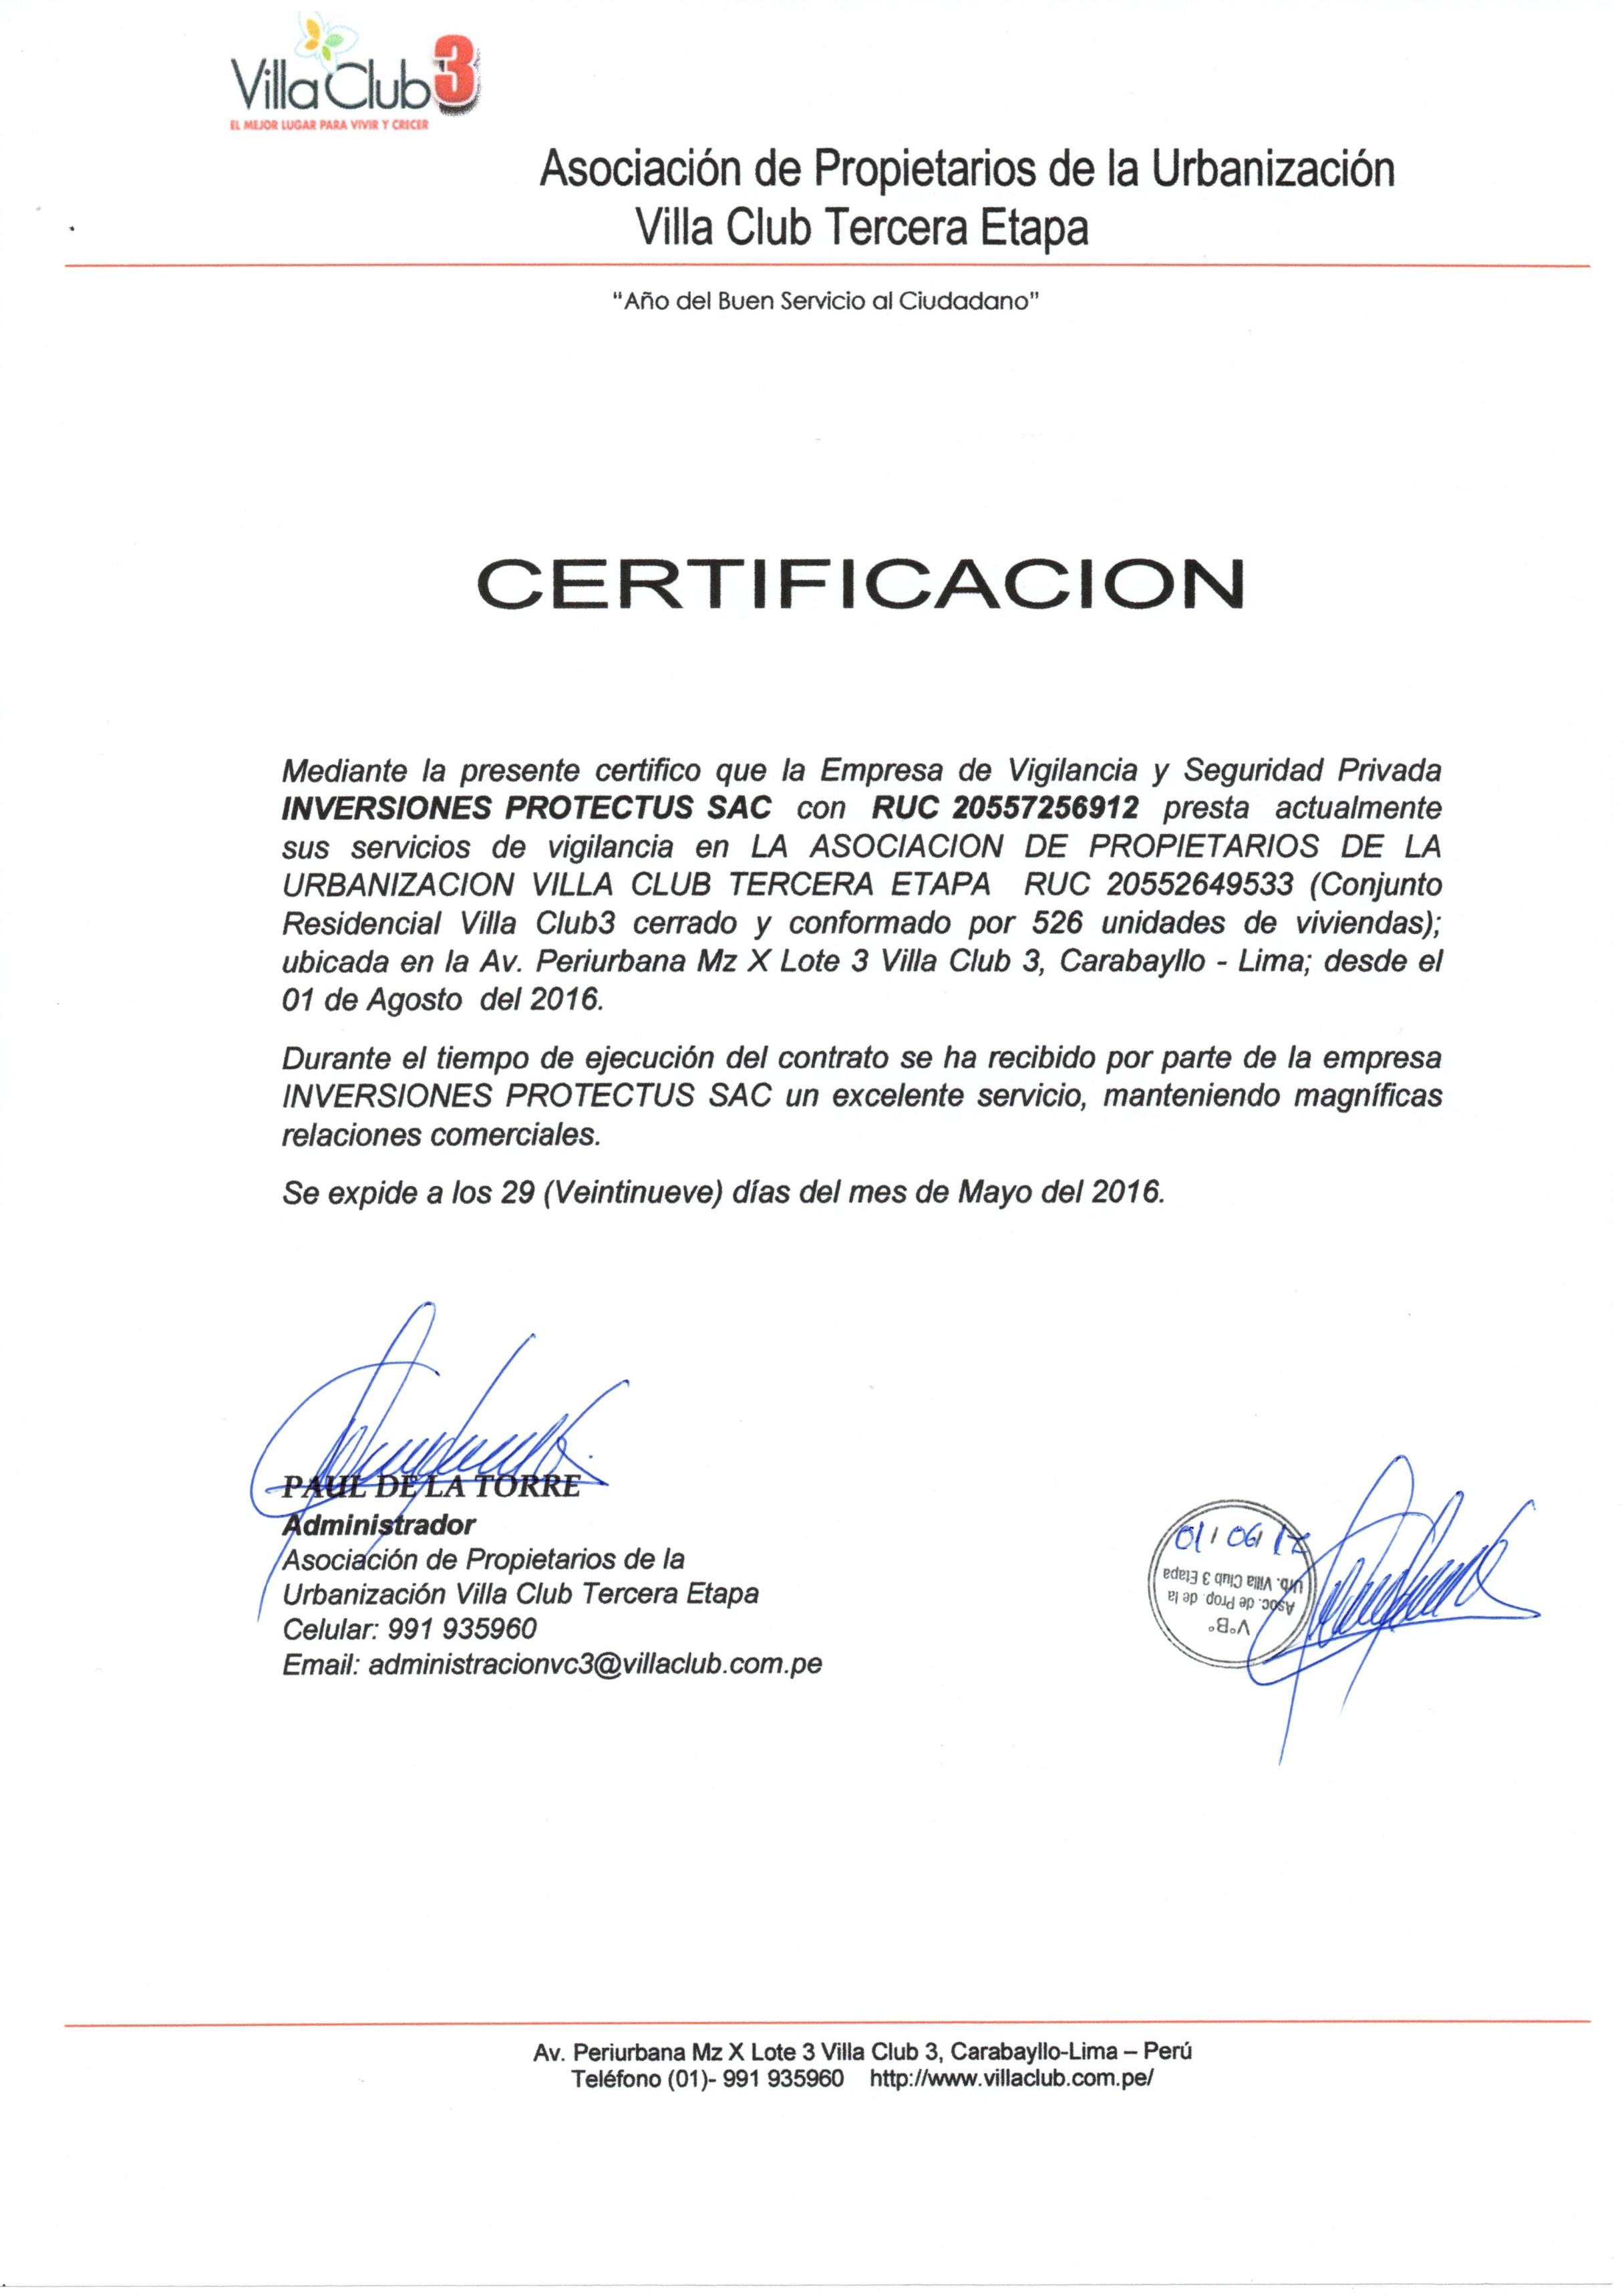 Villa Club 3
EL MEJOR LUGAR PARA VIVIR Y CRECER
Asociación de Propietarios de la Urbanización
Villa Club Tercera Etapa
"Año del Buen Servicio al Ciudadano"
CERTIFICACION
Mediante la presente certifico que la Empresa de Vigilancia y Seguridad Privada
INVERSIONES PROTECTUS SAC con RUC 20557256912 presta actualmente
sus servicios de vigilancia en LA ASOCIACION DE PROPIETARIOS DE LA
URBANIZACION VILLA CLUB TERCERA ETAPA RUC 20552649533 (Conjunto
Residencial Villa Club3 cerrado y conformado por 526 unidades de viviendas);
ubicada en la Av. Periurbana Mz X Lote 3 Villa Club 3, Carabayllo - Lima; desde el
01 de Agosto del 2016.
Durante el tiempo de ejecución del contrato se ha recibido por parte de la empresa
INVERSIONES PROTECTUS SAC un excelente servicio, manteniendo magníficas
relaciones comerciales.
Se expide a los 29 (Veintinueve) días del mes de Mayo del 2016.
PAUL DE LA TORRE
Administrador
Asociación de Propietarios de la
Urbanización Villa Club Tercera Etapa
Celular: 991 935960
Email: administracionvc3@villaclub.com.pe
V°B°
Asoc. de Prop. de la
Urb. Villa Club 3 Etapa
Av. Periurbana Mz X Lote 3 Villa Club 3, Carabayllo-Lima – Perú
Teléfono (01)- 991 935960 http://www.villaclub.com.pe/